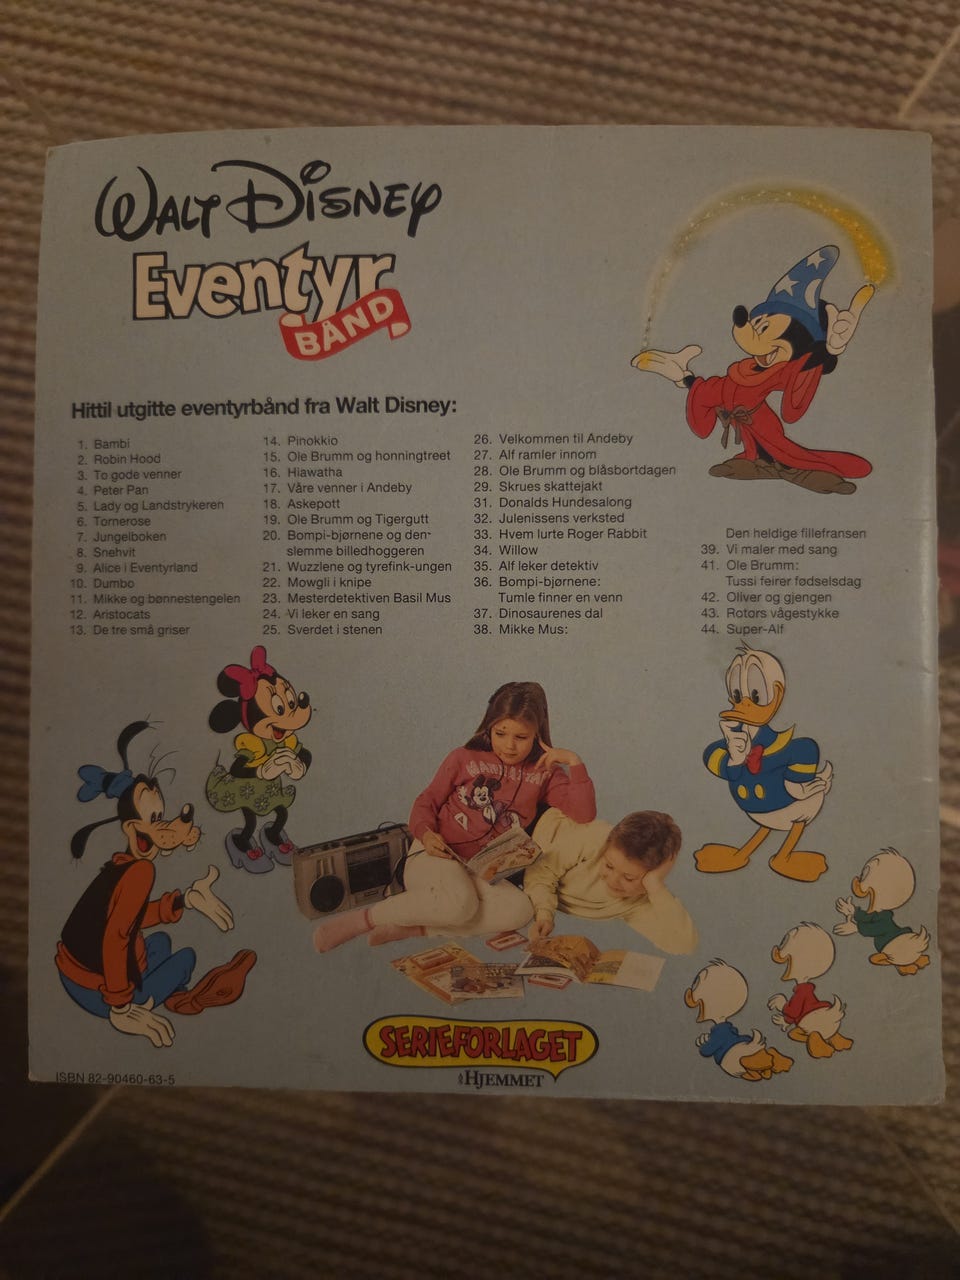 WALT DISNEY
Eventyr
BÅND
Hittil utgitte eventyrbånd fra Walt Disney:
1. Bambi
2. Robin Hood
3. To gode venner
4. Peter Pan
5. Lady og Landstrykeren
6. Tornerose
7. Jungelboken
8. Snehvit
9. Alice i Eventyrland
10. Dumbo
11. Mikke og bønnestengelen
12. Aristocats
13. De tre små griser
14. Pinokkio
15. Ole Brumm og honningtreet
16. Hiawatha
17. Våre venner i Andeby
18. Askepott
19. Ole Brumm og Tigergutt
20. Bompi-bjørnene og den-
slemme billedhoggeren
21. Wuzzlene og tyrefink-ungen
22. Mowgli i knipe
23. Mesterdetektiven Basil Mus
24. Vi leker en sang
25. Sverdet i stenen
26. Velkommen til Andeby
27. Alf ramler innom
28. Ole Brumm og blåsbortdagen
29. Skrues skattejakt
31. Donalds Hundesalong
32. Julenissens verksted
33. Hvem lurte Roger Rabbit
34. Willow
35. Alf leker detektiv
36. Bompi-bjørnene:
Tumle finner en venn
37. Dinosaurenes dal
38. Mikke Mus:
Den heldige fillefransen
39. Vi maler med sang
41. Ole Brumm:
Tussi feirer fødselsdag
42. Oliver og gjengen
43. Rotors vågestykke
44. Super-Alf
MANHATTAN
SERIEFORLAGET
HJEMMET
ISBN 82-90460-63-5